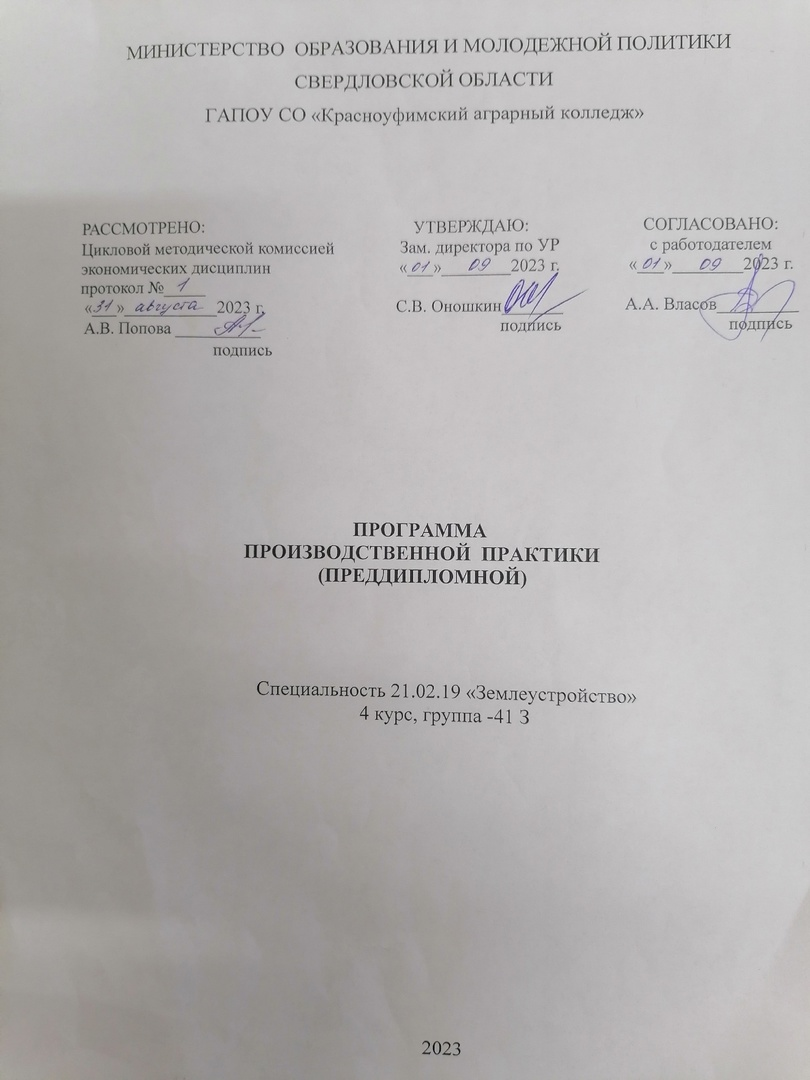 МИНИСТЕРСТВО ОБРАЗОВАНИЯ И МОЛОДЕЖНОЙ ПОЛИТИКИ
СВЕРДЛОВСКОЙ ОБЛАСТИ
ГАПОУ СО «Красноуфимский аграрный колледж»
РАССМОТРЕНО:
Цикловой методической комиссией
экономических дисциплин
протокол № 1
«31» августа 2023 г.
А.В. Попова
подпись
УТВЕРЖДАЮ:
Зам. директора по УР
«01» 09 2023 г.
С.В. Оношкин
подпись
СОГЛАСОВАНО:
с работодателем
«01» 09 2023 г.
А.А. Власов
подпись
ПРОГРАММА
ПРОИЗВОДСТВЕННОЙ ПРАКТИКИ
(ПРЕДДИПЛОМНОЙ)
Специальность 21.02.19 «Землеустройство»
4 курс, группа -41 З
2023